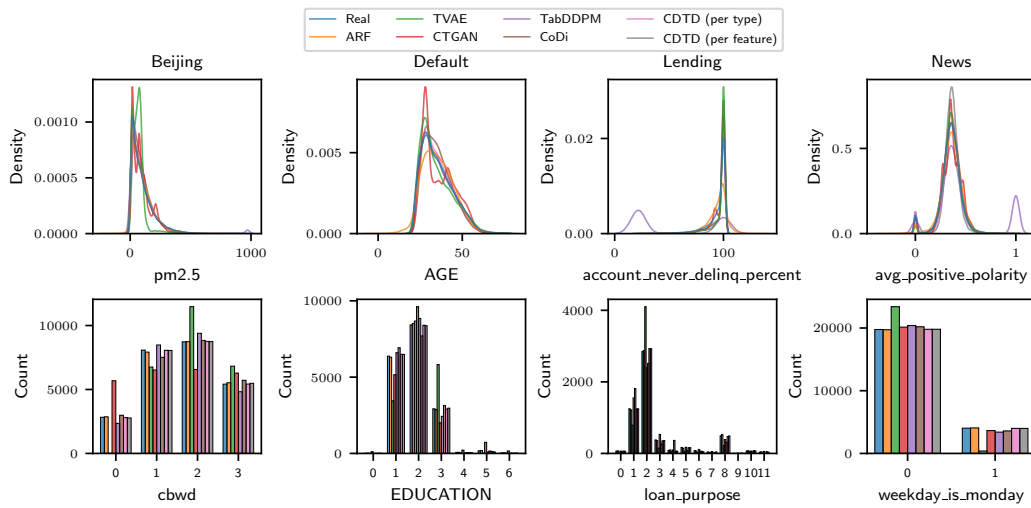 Real TVAE TabDDPM CDTD (per type)
ARF CTGAN CoDi CDTD (per feature)
Beijing Default Lending News
Density Density Density Density
0.0010
0.0005
0.0000
0.005
0.000
0.02
0.00
0.5
0.0
0 1000 0 50 0 100 0 1
pm2.5 AGE account_never_delinq_percent avg_positive_polarity
Count Count Count Count
10000
5000
0
10000
5000
0
4000
2000
0
20000
10000
0
0 1 2 3 0 1 2 3 4 5 6 0 1 2 3 4 5 6 7 8 9 1011 0 1
cbwd EDUCATION loan_purpose weekday_is_monday